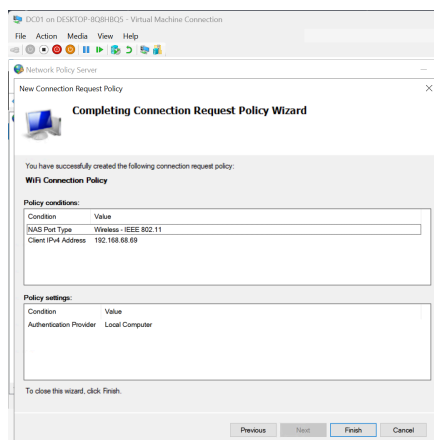 DC01 on DESKTOP-8Q8H8Q5 - Virtual Machine Connection
File Action Media View Help
Network Policy Server
New Connection Request Policy
Completing Connection Request Policy Wizard
You have successfully created the following connection request policy:
WiFi Connection Policy
Policy conditions:
Condition Value
NAS Port Type Wireless - IEEE 802.11
Client IPv4 Address 192.168.68.69
Policy settings:
Condition Value
Authentication Provider Local Computer
To close this wizard, click Finish.
Previous Next Finish Cancel